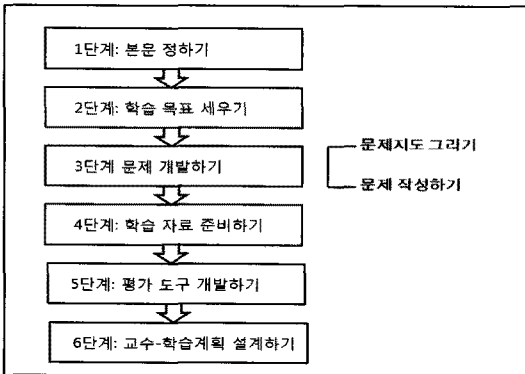 1단계: 본문 정하기
2단계: 학습 목표 세우기
3단계 문제 개발하기
문제지도 그리기
문제 작성하기
4단계: 학습 자료 준비하기
5단계: 평가 도구 개발하기
6단계: 교수-학습계획 설계하기